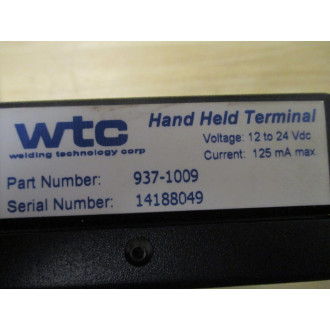 wtc
welding technology corp
Hand Held Terminal
Voltage: 12 to 24 Vdc
Current: 125 mA max.
Part Number: 937-1009
Serial Number: 14188049